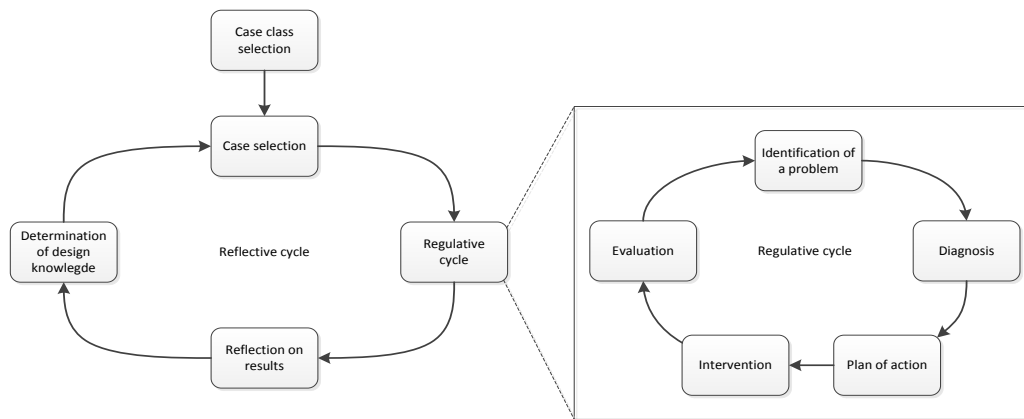 Case class
selection
Case selection
Determination
of design
knowlegde
Reflective cycle
Regulative
cycle
Reflection on
results
Identification of
a problem
Evaluation
Regulative cycle
Diagnosis
Intervention
Plan of action